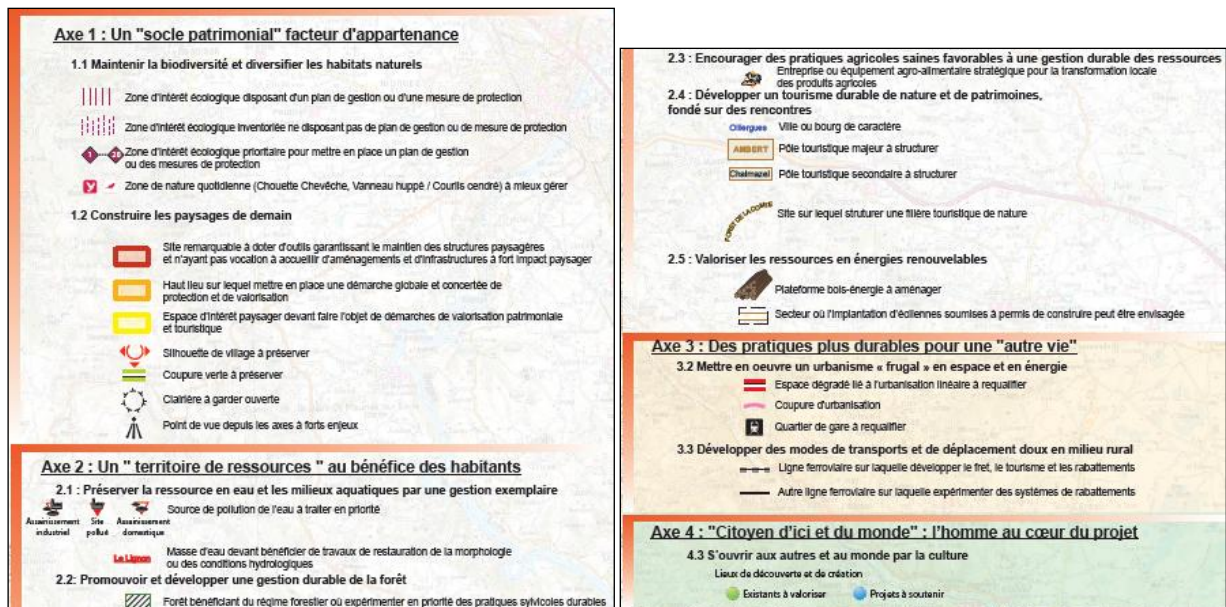 Axe 1 : Un "socle patrimonial" facteur d'appartenance
1.1 Maintenir la biodiversité et diversifier les habitats naturels
Zone d'intérêt écologique disposant d'un plan de gestion ou d'une mesure de protection
Zone d'intérêt écologique inventoriée ne disposant pas de plan de gestion ou de mesure de protection
Zone d'intérêt écologique prioritaire pour mettre en place un plan de gestion
ou des mesures de protection
Zone de nature quotidienne (Chouette Chevêche, Vanneau huppé / Courlis cendré) à mieux gérer
1.2 Construire les paysages de demain
Site remarquable à doter d'outils garantissant le maintien des structures paysagères
et n'ayant pas vocation à accueillir d'aménagements et d'infrastructures à fort impact paysager
Haut lieu sur lequel mettre en place une démarche globale et concertée de
protection et de valorisation
Espace d'intérêt paysager devant faire l'objet de démarches de valorisation patrimoniale
et touristique
Silhouette de village à préserver
Coupure verte à préserver
Clairière à garder ouverte
Point de vue depuis les axes à forts enjeux
Axe 2 : Un " territoire de ressources " au bénéfice des habitants
2.1 : Préserver la ressource en eau et les milieux aquatiques par une gestion exemplaire
Source de pollution de l'eau à traiter en priorité
Assainissement Site Assainissement
industriel pollué domestique
Le Lignon
Masse d'eau devant bénéficier de travaux de restauration de la morphologie
ou des conditions hydrologiques
2.2: Promouvoir et développer une gestion durable de la forêt
Forêt bénéficiant du régime forestier où expérimenter en priorité des pratiques sylvicoles durables
2.3 : Encourager des pratiques agricoles saines favorables à une gestion durable des ressources
Entreprise ou équipement agro-alimentaire stratégique pour la transformation locale
des produits agricoles
2.4 : Développer un tourisme durable de nature et de patrimoines,
fondé sur des rencontres
Olliergues Ville ou bourg de caractère
AMBERT Pôle touristique majeur à structurer
Chalmazel Pôle touristique secondaire à structurer
FORET DE LA COMTE Site sur lequel struturer une filière touristique de nature
2.5 : Valoriser les ressources en énergies renouvelables
Plateforme bois-énergie à aménager
Secteur où l'implantation d'éoliennes soumises à permis de construire peut être envisagée
Axe 3 : Des pratiques plus durables pour une "autre vie"
3.2 Mettre en oeuvre un urbanisme « frugal » en espace et en énergie
Espace dégradé lié à l'urbanisation linéaire à requalifier
Coupure d'urbanisation
Quartier de gare à requalifier
3.3 Développer des modes de transports et de déplacement doux en milieu rural
Ligne ferroviaire sur laquelle développer le fret, le tourisme et les rabattements
Autre ligne ferroviaire sur laquelle expérimenter des systèmes de rabattements
Axe 4 : "Citoyen d'ici et du monde" : l'homme au cœur du projet
4.3 S'ouvrir aux autres et au monde par la culture
Lieux de découverte et de création
Existants à valoriser Projets à soutenir